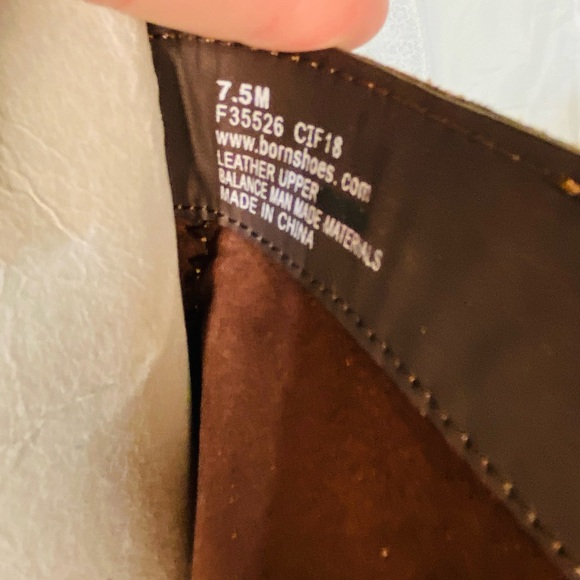 7.5M
F35526 CIF18
www.bornshoes.com
LEATHER UPPER
BALANCE MAN MADE MATERIALS
MADE IN CHINA